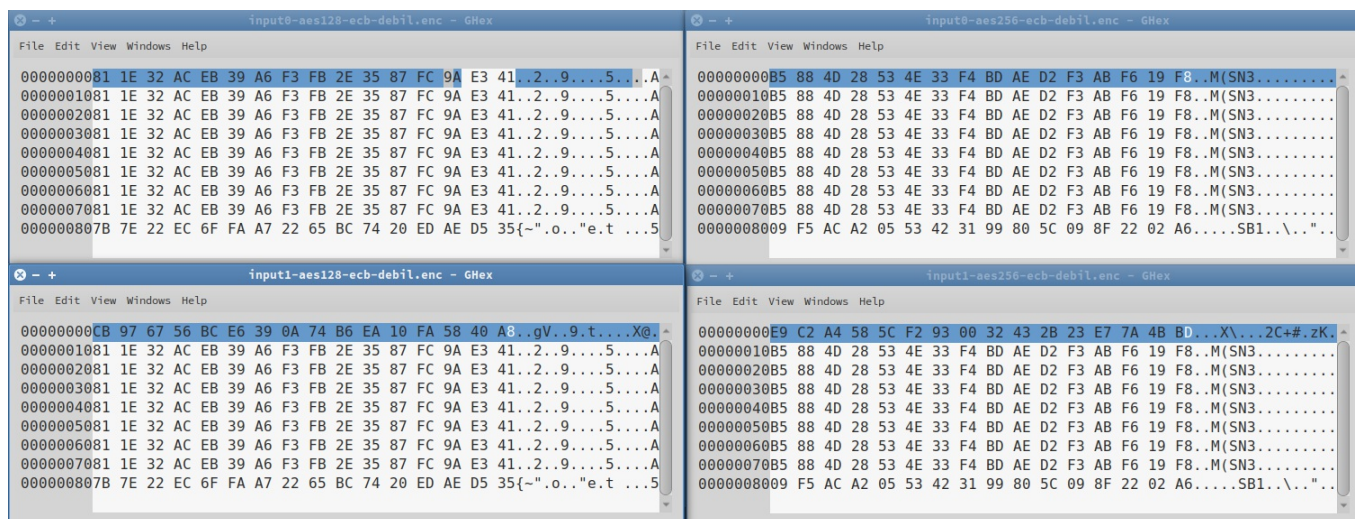 input0-aes128-ecb-debil.enc - GHex
File Edit View Windows Help
0000000081 1E 32 AC EB 39 A6 F3 FB 2E 35 87 FC 9A E3 41..2..9....5....A
0000001081 1E 32 AC EB 39 A6 F3 FB 2E 35 87 FC 9A E3 41..2..9....5....A
0000002081 1E 32 AC EB 39 A6 F3 FB 2E 35 87 FC 9A E3 41..2..9....5....A
0000003081 1E 32 AC EB 39 A6 F3 FB 2E 35 87 FC 9A E3 41..2..9....5....A
0000004081 1E 32 AC EB 39 A6 F3 FB 2E 35 87 FC 9A E3 41..2..9....5....A
0000005081 1E 32 AC EB 39 A6 F3 FB 2E 35 87 FC 9A E3 41..2..9....5....A
0000006081 1E 32 AC EB 39 A6 F3 FB 2E 35 87 FC 9A E3 41..2..9....5....A
0000007081 1E 32 AC EB 39 A6 F3 FB 2E 35 87 FC 9A E3 41..2..9....5....A
000000807B 7E 22 EC 6F FA A7 22 65 BC 74 20 ED AE D5 35{~".o.."e.t ...5
input0-aes256-ecb-debil.enc - GHex
File Edit View Windows Help
00000000B5 88 4D 28 53 4E 33 F4 BD AE D2 F3 AB F6 19 F8..M(SN3.........
00000010B5 88 4D 28 53 4E 33 F4 BD AE D2 F3 AB F6 19 F8..M(SN3.........
00000020B5 88 4D 28 53 4E 33 F4 BD AE D2 F3 AB F6 19 F8..M(SN3.........
00000030B5 88 4D 28 53 4E 33 F4 BD AE D2 F3 AB F6 19 F8..M(SN3.........
00000040B5 88 4D 28 53 4E 33 F4 BD AE D2 F3 AB F6 19 F8..M(SN3.........
00000050B5 88 4D 28 53 4E 33 F4 BD AE D2 F3 AB F6 19 F8..M(SN3.........
00000060B5 88 4D 28 53 4E 33 F4 BD AE D2 F3 AB F6 19 F8..M(SN3.........
00000070B5 88 4D 28 53 4E 33 F4 BD AE D2 F3 AB F6 19 F8..M(SN3.........
0000008009 F5 AC A2 05 53 42 31 99 80 5C 09 8F 22 02 A6.....SB1..\.."..
input1-aes128-ecb-debil.enc - GHex
File Edit View Windows Help
00000000CB 97 67 56 BC E6 39 0A 74 B6 EA 10 FA 58 40 A8..gV..9.t....X@.
0000001081 1E 32 AC EB 39 A6 F3 FB 2E 35 87 FC 9A E3 41..2..9....5....A
0000002081 1E 32 AC EB 39 A6 F3 FB 2E 35 87 FC 9A E3 41..2..9....5....A
0000003081 1E 32 AC EB 39 A6 F3 FB 2E 35 87 FC 9A E3 41..2..9....5....A
0000004081 1E 32 AC EB 39 A6 F3 FB 2E 35 87 FC 9A E3 41..2..9....5....A
0000005081 1E 32 AC EB 39 A6 F3 FB 2E 35 87 FC 9A E3 41..2..9....5....A
0000006081 1E 32 AC EB 39 A6 F3 FB 2E 35 87 FC 9A E3 41..2..9....5....A
0000007081 1E 32 AC EB 39 A6 F3 FB 2E 35 87 FC 9A E3 41..2..9....5....A
000000807B 7E 22 EC 6F FA A7 22 65 BC 74 20 ED AE D5 35{~".o.."e.t ...5
input1-aes256-ecb-debil.enc - GHex
File Edit View Windows Help
00000000E9 C2 A4 58 5C F2 93 00 32 43 2B 23 E7 7A 4B BD...X\...2C+#.zK.
00000010B5 88 4D 28 53 4E 33 F4 BD AE D2 F3 AB F6 19 F8..M(SN3.........
00000020B5 88 4D 28 53 4E 33 F4 BD AE D2 F3 AB F6 19 F8..M(SN3.........
00000030B5 88 4D 28 53 4E 33 F4 BD AE D2 F3 AB F6 19 F8..M(SN3.........
00000040B5 88 4D 28 53 4E 33 F4 BD AE D2 F3 AB F6 19 F8..M(SN3.........
00000050B5 88 4D 28 53 4E 33 F4 BD AE D2 F3 AB F6 19 F8..M(SN3.........
00000060B5 88 4D 28 53 4E 33 F4 BD AE D2 F3 AB F6 19 F8..M(SN3.........
00000070B5 88 4D 28 53 4E 33 F4 BD AE D2 F3 AB F6 19 F8..M(SN3.........
0000008009 F5 AC A2 05 53 42 31 99 80 5C 09 8F 22 02 A6.....SB1..\.."..